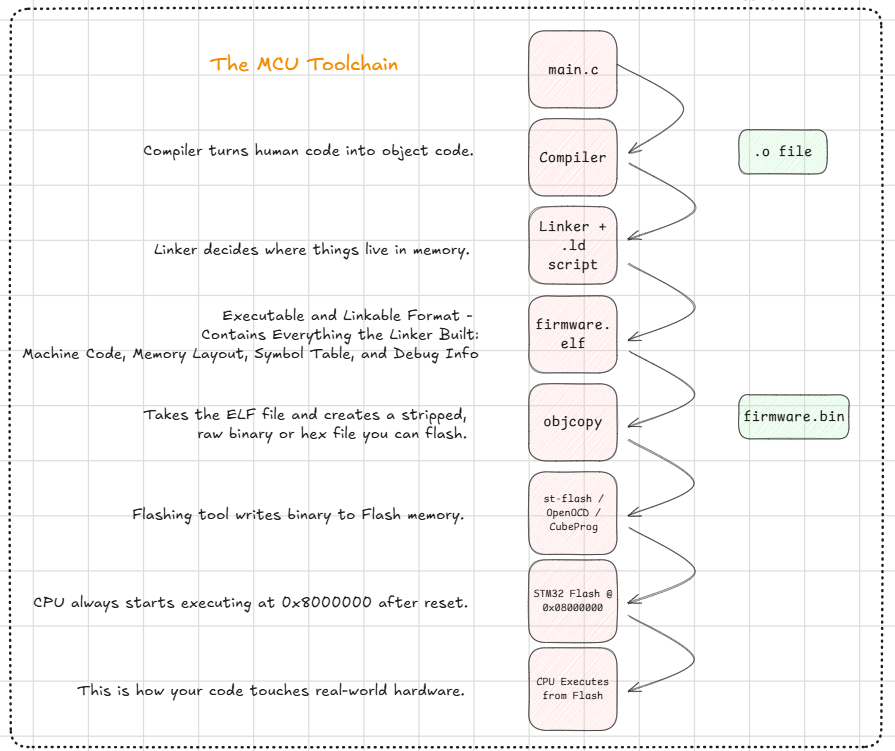 The MCU Toolchain
main.c
Compiler turns human code into object code.
Compiler
.o file
Linker decides where things live in memory.
Linker +
.ld
script
Executable and Linkable Format -
Contains Everything the Linker Built:
Machine Code, Memory Layout, Symbol Table, and Debug Info
firmware.
elf
Takes the ELF file and creates a stripped,
raw binary or hex file you can flash.
objcopy
firmware.bin
Flashing tool writes binary to Flash memory.
st-flash /
OpenOCD /
CubeProg
CPU always starts executing at 0x8000000 after reset.
STM32 Flash @
0x08000000
This is how your code touches real-world hardware.
CPU Executes
from Flash